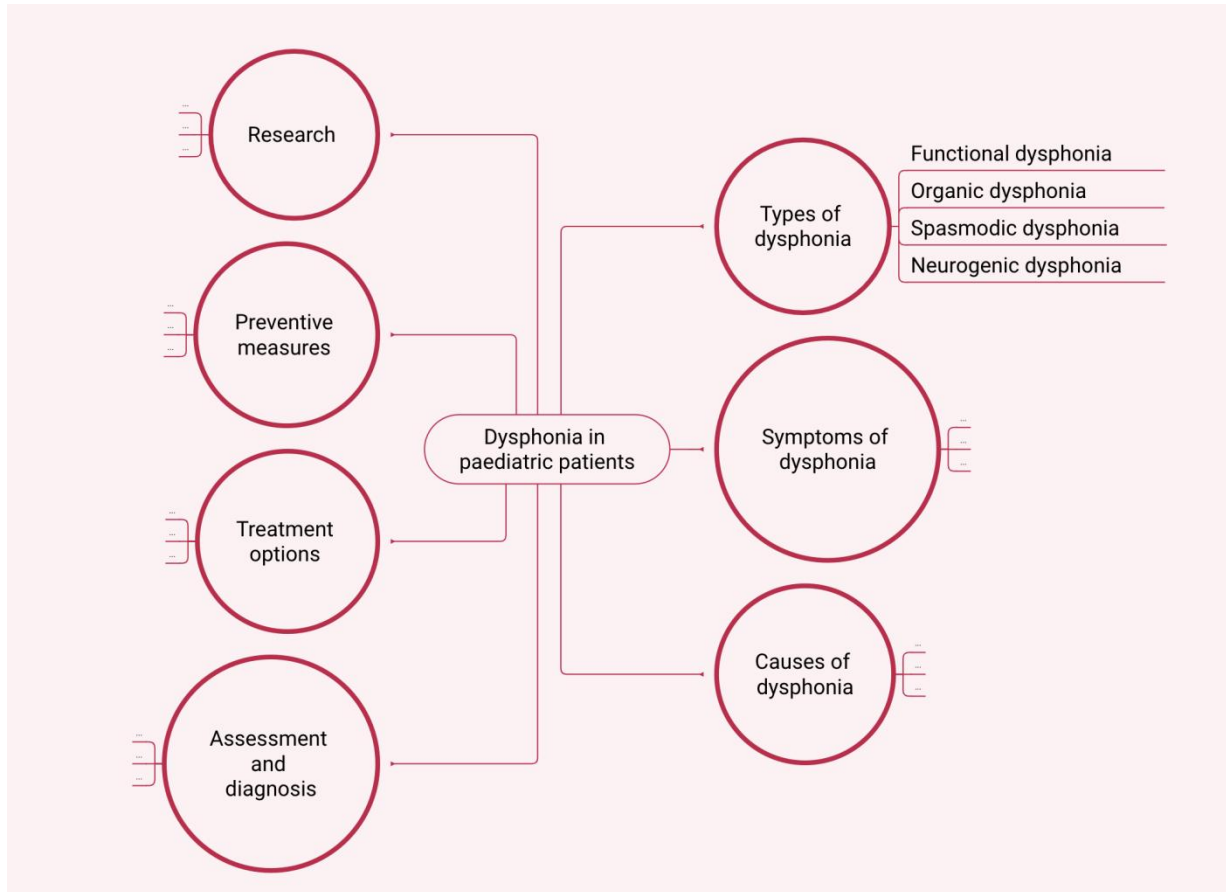 Dysphonia in
paediatric patients
Types of
dysphonia
Functional dysphonia
Organic dysphonia
Spasmodic dysphonia
Neurogenic dysphonia
Symptoms of
dysphonia
...
...
...
Causes of
dysphonia
...
...
...
Research
...
...
...
Preventive
measures
...
...
...
Treatment
options
...
...
...
Assessment
and
diagnosis
...
...
...